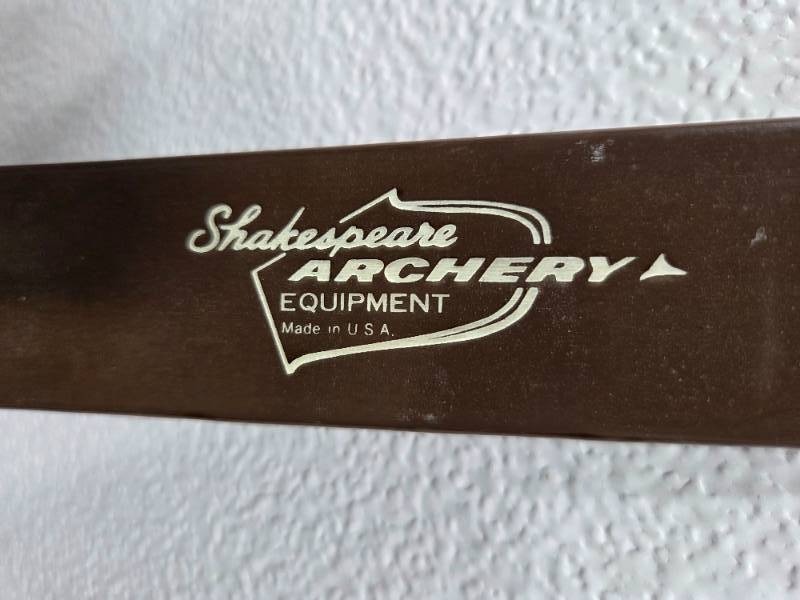 Shakespeare
ARCHERY
EQUIPMENT
Made in U S A.